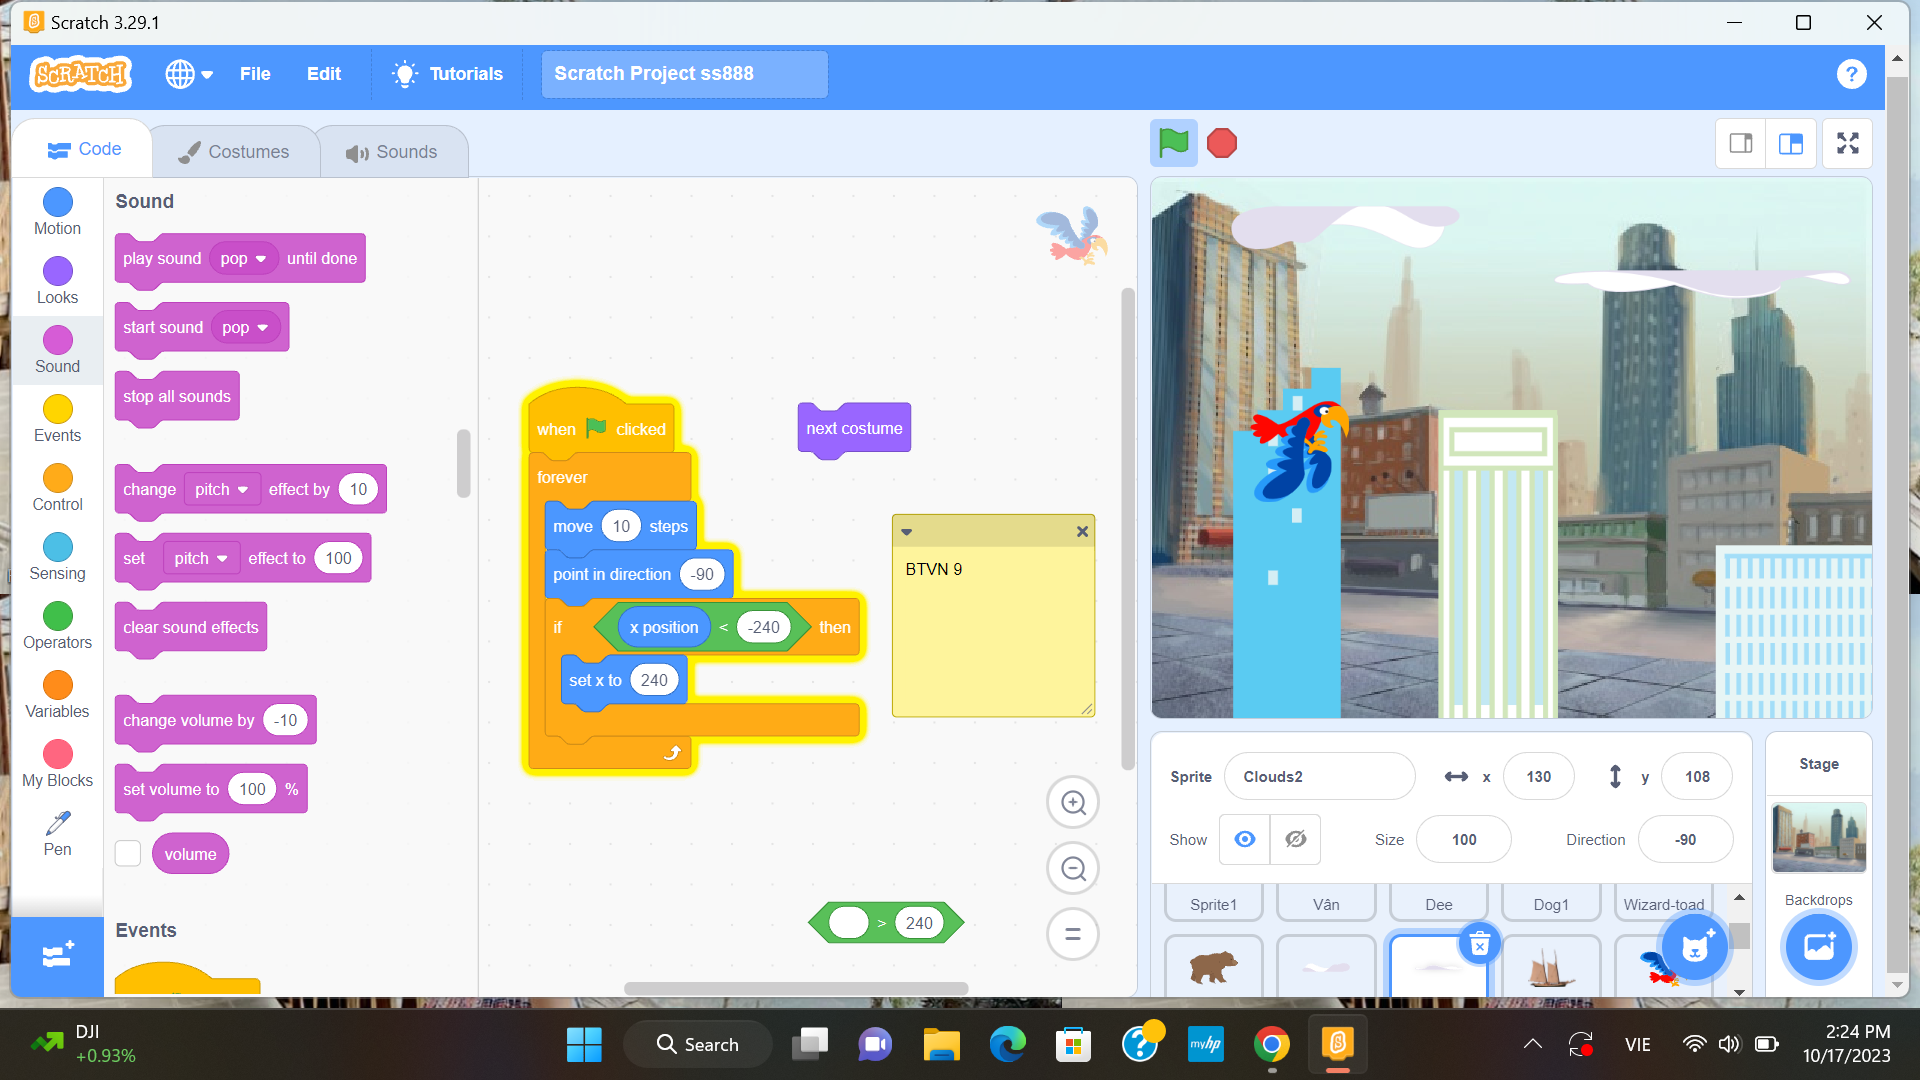 Scratch 3.29.1
SCRATCH
File
Edit
Tutorials
Scratch Project ss888
?
Code
Costumes
Sounds
Motion
Looks
Sound
Events
Control
Sensing
Operators
Variables
My Blocks
Pen
Sound
play sound pop until done
start sound pop
stop all sounds
change pitch effect by 10
set pitch effect to 100
clear sound effects
change volume by -10
set volume to 100 %
volume
Events
when clicked
forever
move 10 steps
point in direction -90
if x position < -240 then
set x to 240
next costume
BTVN 9
> 240
Sprite Clouds2 x 130 y 108
Show Size 100 Direction -90
Sprite1
Vân
Dee
Dog1
Wizard-toad
Stage
Backdrops
DJI
+0.93%
Search
?
myhp
VIE
2:24 PM
10/17/2023